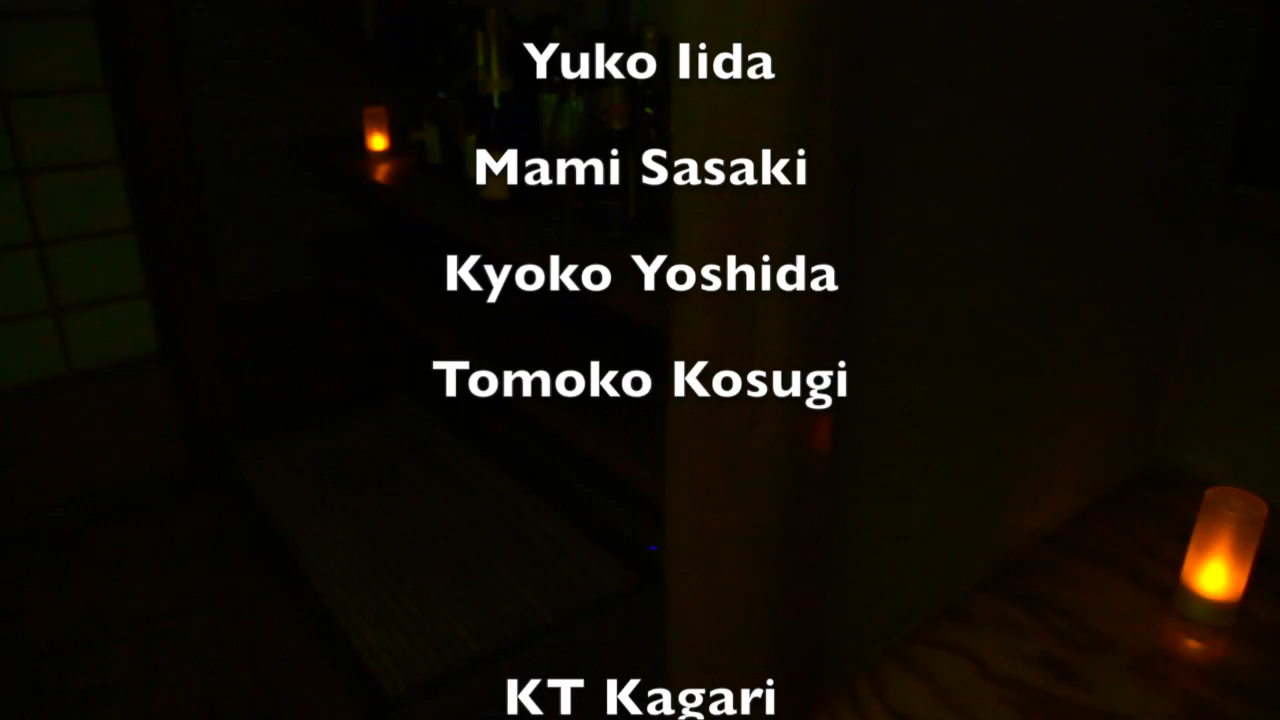 Yuko Iida
Mami Sasaki
Kyoko Yoshida
Tomoko Kosugi
KT Kagari